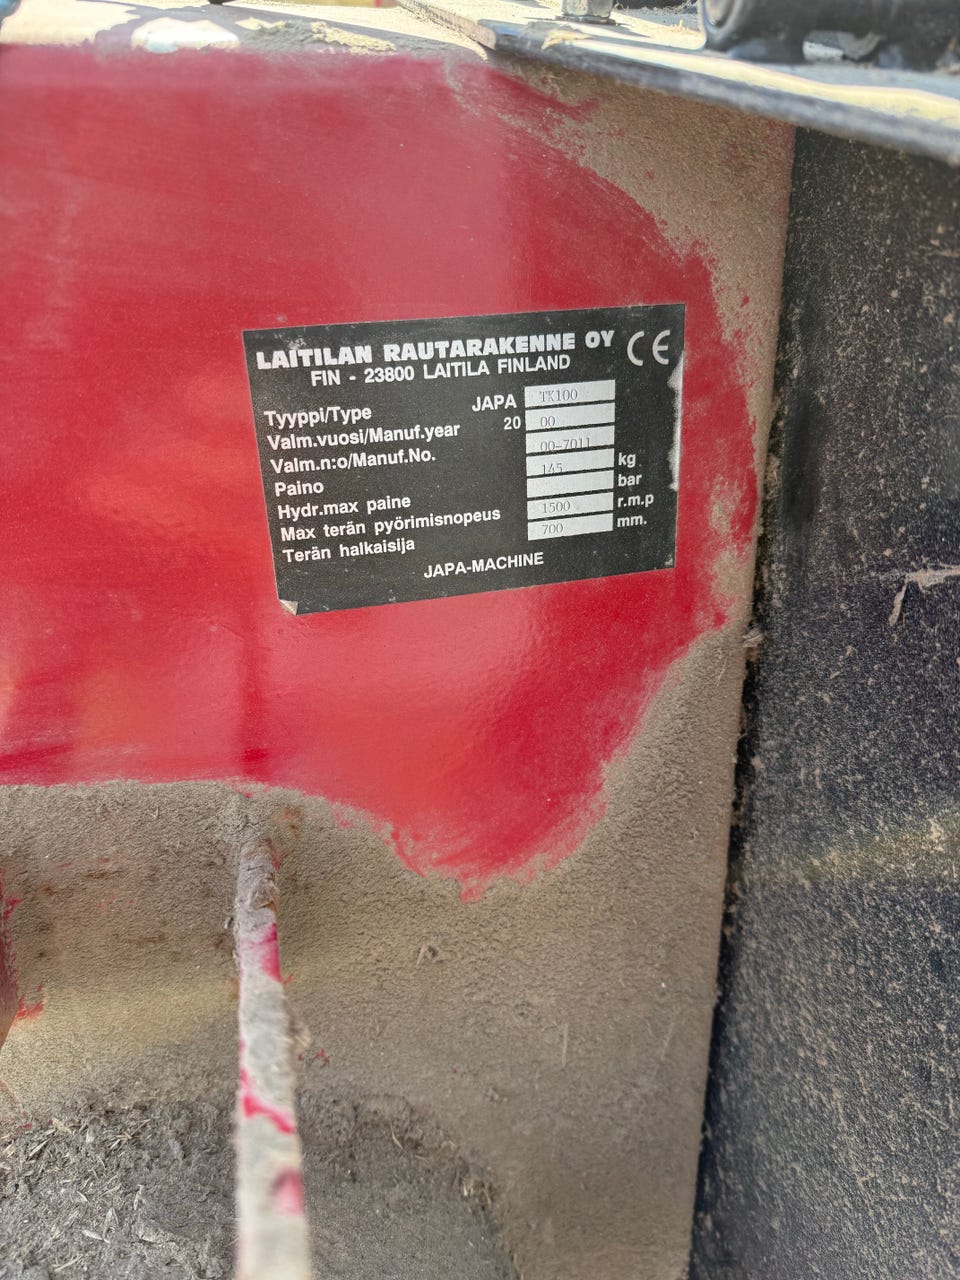 LAITILAN RAUTARAKENNE OY CE
FIN - 23800 LAITILA FINLAND
Tyyppi/Type JAPA TK100
Valm.vuosi/Manuf.year 20 00
Valm.n:o/Manuf.No. 00-7011
Paino 145 kg
Hydr.max paine bar
Max terän pyörimisnopeus 1500 r.m.p
Terän halkaisija 700 mm.
JAPA-MACHINE